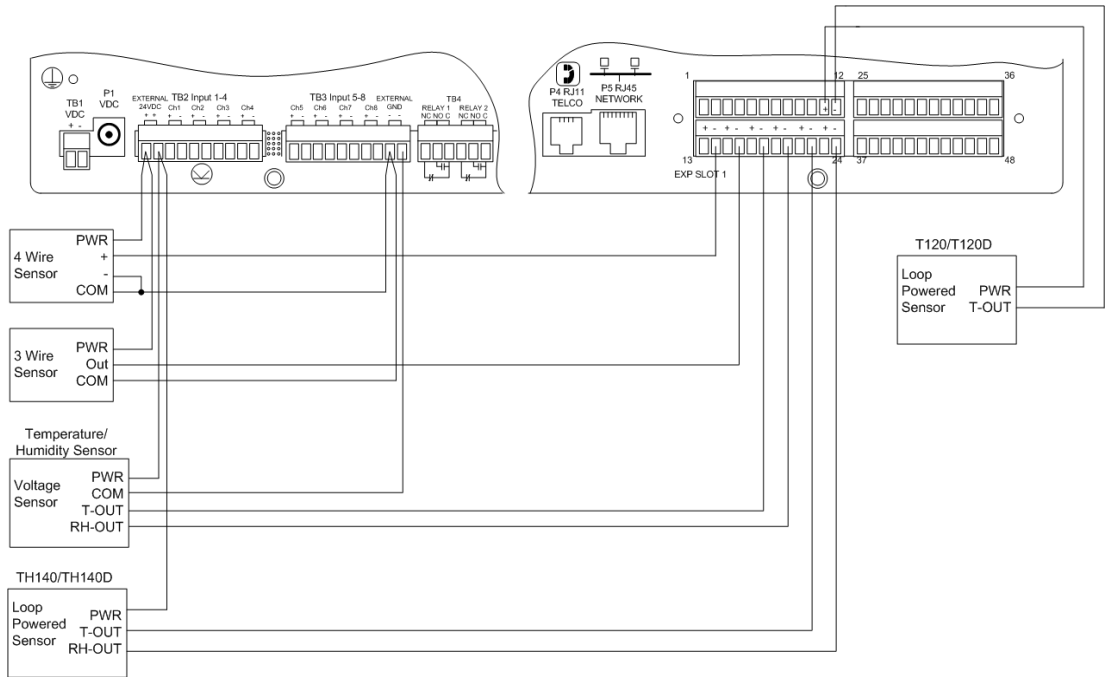 1
12
25
36
P4 RJ11
TELCO
P5 RJ45
NETWORK
TB1
VDC
+ -
P1
VDC
EXTERNAL
24VDC
+ +
TB2 Input 1-4
Ch1
+ -
Ch2
+ -
Ch3
+ -
Ch4
+ -
TB3 Input 5-8
Ch5
+ -
Ch6
+ -
Ch7
+ -
Ch8
+ -
EXTERNAL
GND
- -
TB4
RELAY 1
NC NO C
RELAY 2
NC NO C
+ -
+ - + - + - + - + - + -
13
24
37
48
EXP SLOT 1
4 Wire
Sensor
PWR
+
-
COM
3 Wire
Sensor
PWR
Out
COM
Temperature/
Humidity Sensor
Voltage
Sensor
PWR
COM
T-OUT
RH-OUT
TH140/TH140D
Loop
Powered
Sensor
PWR
T-OUT
RH-OUT
T120/T120D
Loop
Powered
Sensor
PWR
T-OUT